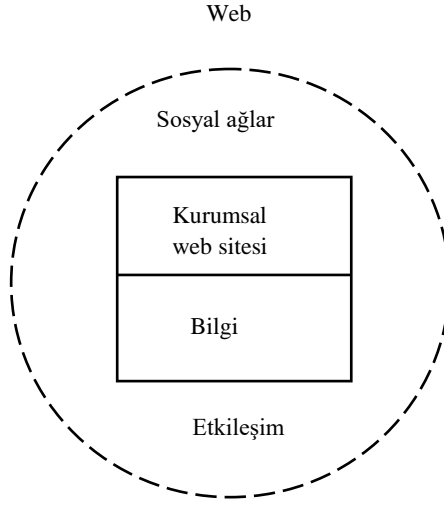 Web
Sosyal ağlar
Kurumsal
web sitesi
Bilgi
Etkileşim